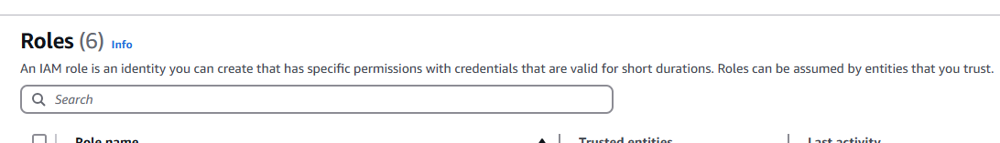 Roles (6) Info
An IAM role is an identity you can create that has specific permissions with credentials that are valid for short durations. Roles can be assumed by entities that you trust.
Search
Role name Trusted entities Last activity